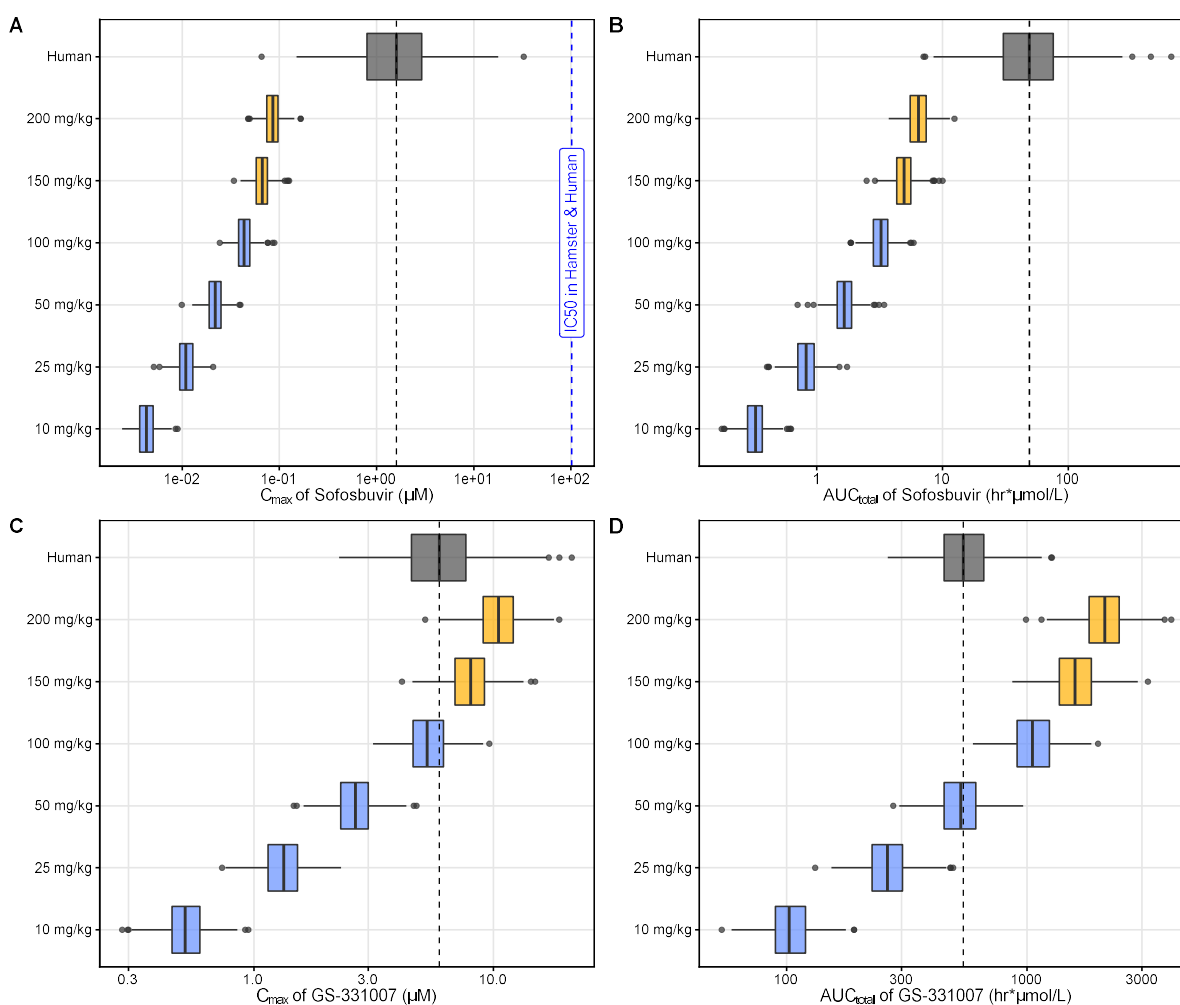 A
Human
200 mg/kg
150 mg/kg
100 mg/kg
50 mg/kg
25 mg/kg
10 mg/kg
IC50 in Hamster & Human
1e-02
1e-01
1e+00
1e+01
1e+02
Cmax of Sofosbuvir (µM)
B
Human
200 mg/kg
150 mg/kg
100 mg/kg
50 mg/kg
25 mg/kg
10 mg/kg
1
10
100
AUCtotal of Sofosbuvir (hr*µmol/L)
C
Human
200 mg/kg
150 mg/kg
100 mg/kg
50 mg/kg
25 mg/kg
10 mg/kg
0.3
1.0
3.0
10.0
Cmax of GS-331007 (µM)
D
Human
200 mg/kg
150 mg/kg
100 mg/kg
50 mg/kg
25 mg/kg
10 mg/kg
100
300
1000
3000
AUCtotal of GS-331007 (hr*µmol/L)